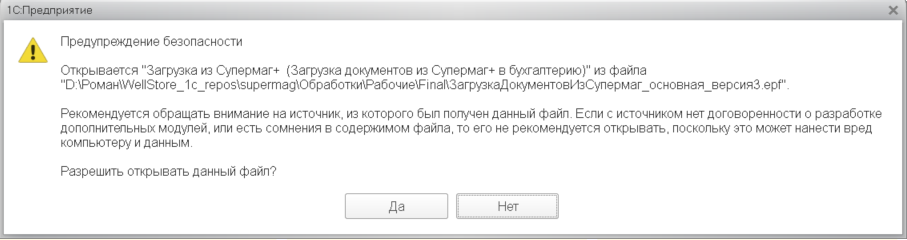 1С:Предприятие
Предупреждение безопасности
Открывается "Загрузка из Супермаг+ (Загрузка документов из Супермаг+ в бухгалтерию)" из файла
"D:\Роман\WellStore_1c_repos\supermag\Обработки\Рабочие\Final\ЗагрузкаДокументовИзСупермаг_основная_версия3.epf".
Рекомендуется обращать внимание на источник, из которого был получен данный файл. Если с источником нет договоренности о разработке
дополнительных модулей, или есть сомнения в содержимом файла, то его не рекомендуется открывать, поскольку это может нанести вред
компьютеру и данным.
Разрешить открывать данный файл?
Да
Нет